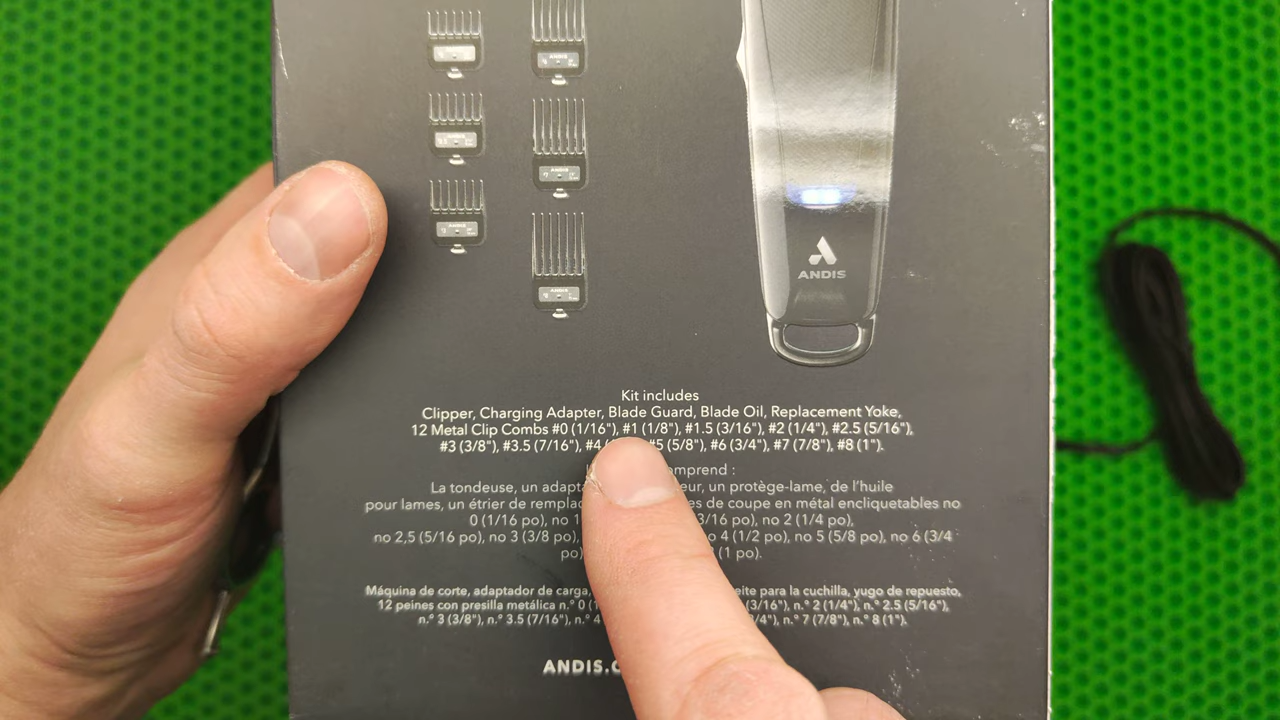 ANDIS
ANDIS
ANDIS
ANDIS
ANDIS
ANDIS
ANDIS
Kit includes
Clipper, Charging Adapter, Blade Guard, Blade Oil, Replacement Yoke,
12 Metal Clip Combs #0 (1/16"), #1 (1/8"), #1.5 (3/16"), #2 (1/4"), #2.5 (5/16"),
#3 (3/8"), #3.5 (7/16"), #4 #5 (5/8"), #6 (3/4"), #7 (7/8"), #8 (1").
comprend :
La tondeuse, un un protège-lame, de l'huile
pour lames, un étrier de de coupe en métal encliquetables no
0 (1/16 po), no (3/16 po), no 2 (1/4 po),
no 2,5 (5/16 po), no 3 (3/8 po), no 4 (1/2 po), no 5 (5/8 po), no 6 (3/4
(1 po).
Máquina de corte, adaptador de carga, para la cuchilla, yugo de repuesto,
12 peines con presilla metálica n.º 0 (3/16"), n.º 2 (1/4"), n.º 2.5 (5/16"),
n.º 3 (3/8"), n.º 3.5 (7/16"), n.º 4 n.º 7 (7/8"), n.º 8 (1").